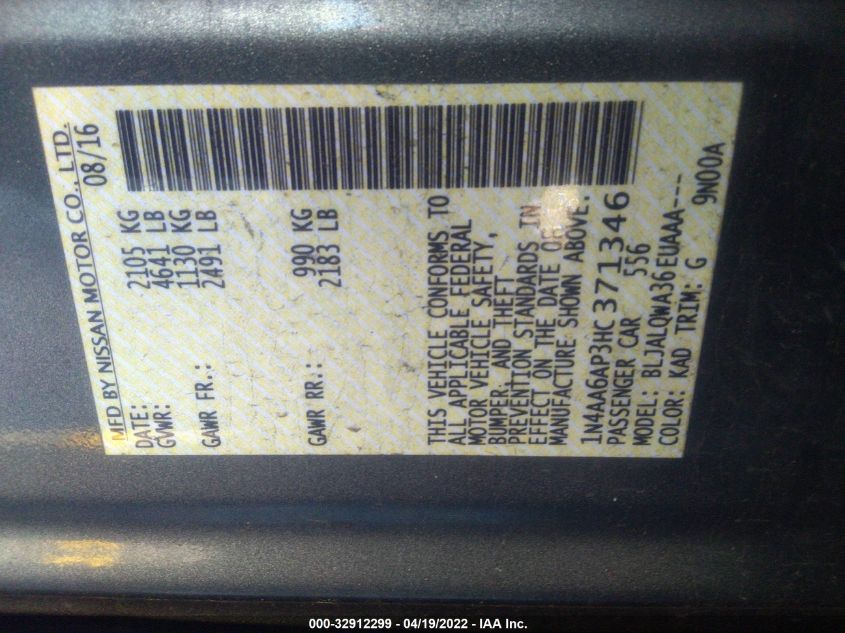 MFD BY NISSAN MOTOR CO., LTD.
DATE: 08/16
GVWR: 2105 KG
4641 LB
GAWR FR.: 1130 KG
2491 LB
GAWR RR.: 990 KG
2183 LB
THIS VEHICLE CONFORMS TO
ALL APPLICABLE FEDERAL
MOTOR VEHICLE SAFETY,
BUMPER, AND THEFT
PREVENTION STANDARDS IN
EFFECT ON THE DATE OF
MANUFACTURE SHOWN ABOVE.
1N4AA6AP3HC371346
PASSENGER CAR 556
MODEL: BLJALQWA36EUAAA---
COLOR: KAD TRIM: G 9N00A
000-32912299 - 04/19/2022 - IAA Inc.